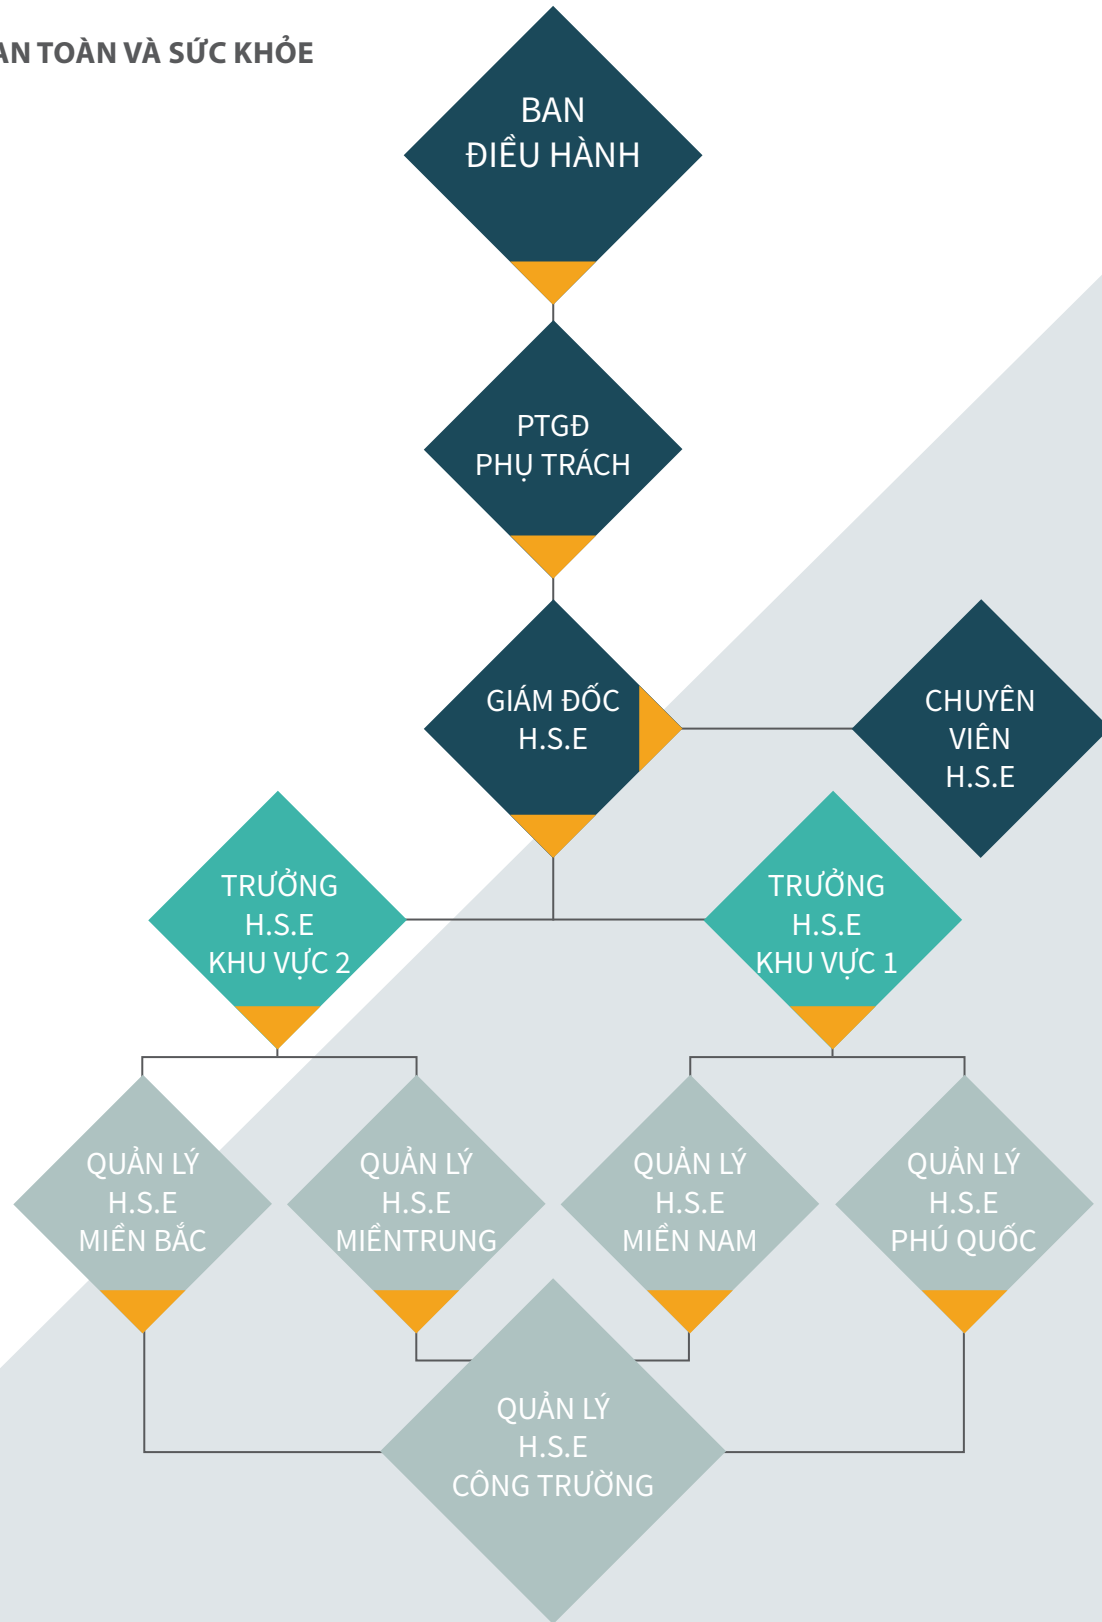 AN TOÀN VÀ SỨC KHỎE
BAN
ĐIỀU HÀNH
PTGĐ
PHỤ TRÁCH
GIÁM ĐỐC
H.S.E
CHUYÊN
VIÊN
H.S.E
TRƯỞNG
H.S.E
KHU VỰC 2
TRƯỞNG
H.S.E
KHU VỰC 1
QUẢN LÝ
H.S.E
MIỀN BẮC
QUẢN LÝ
H.S.E
MIỀNTRUNG
QUẢN LÝ
H.S.E
MIỀN NAM
QUẢN LÝ
H.S.E
PHÚ QUỐC
QUẢN LÝ
H.S.E
CÔNG TRƯỜNG